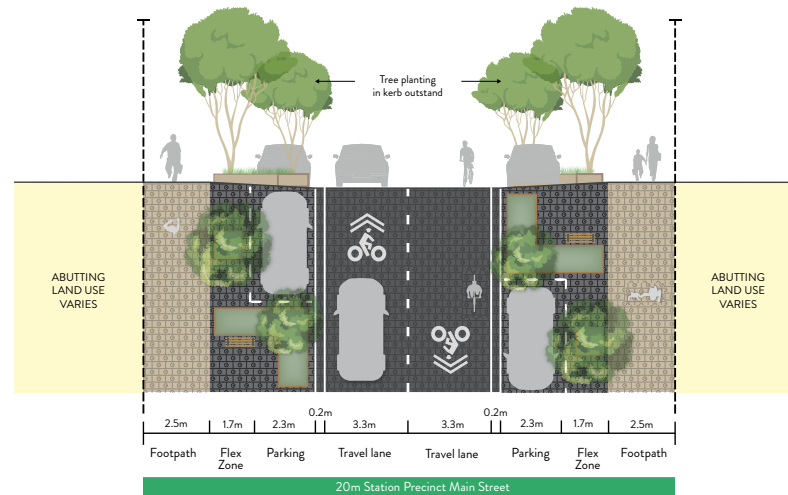 Tree planting
in kerb outstand
ABUTTING
LAND USE
VARIES
ABUTTING
LAND USE
VARIES
0.2m
0.2m
2.5m
1.7m
2.3m
3.3m
3.3m
2.3m
1.7m
2.5m
Footpath
Flex
Zone
Parking
Travel lane
Travel lane
Parking
Flex
Zone
Footpath
20m Station Precinct Main Street